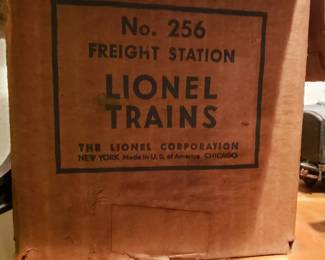 No. 256
FREIGHT STATION
LIONEL
TRAINS
THE LIONEL CORPORATION
NEW YORK Made in U.S. of America CHICAGO